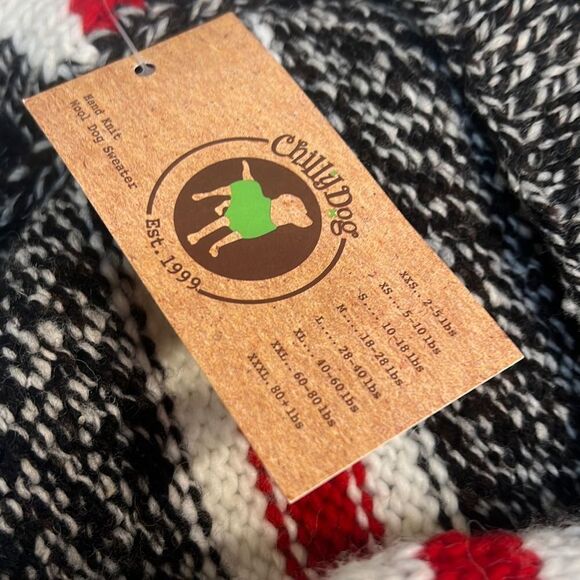 Hand Knit
Wool Dog Sweater
Chilly Dog
Est. 1999
XXS.. 2-5 lbs
XS.... 5-10 lbs
S ..... 10-18 lbs
M..... 18-28 lbs
L ..... 28-40 lbs
XL.... 40-60 lbs
XXL.. 60-80 lbs
XXXL. 80+ lbs